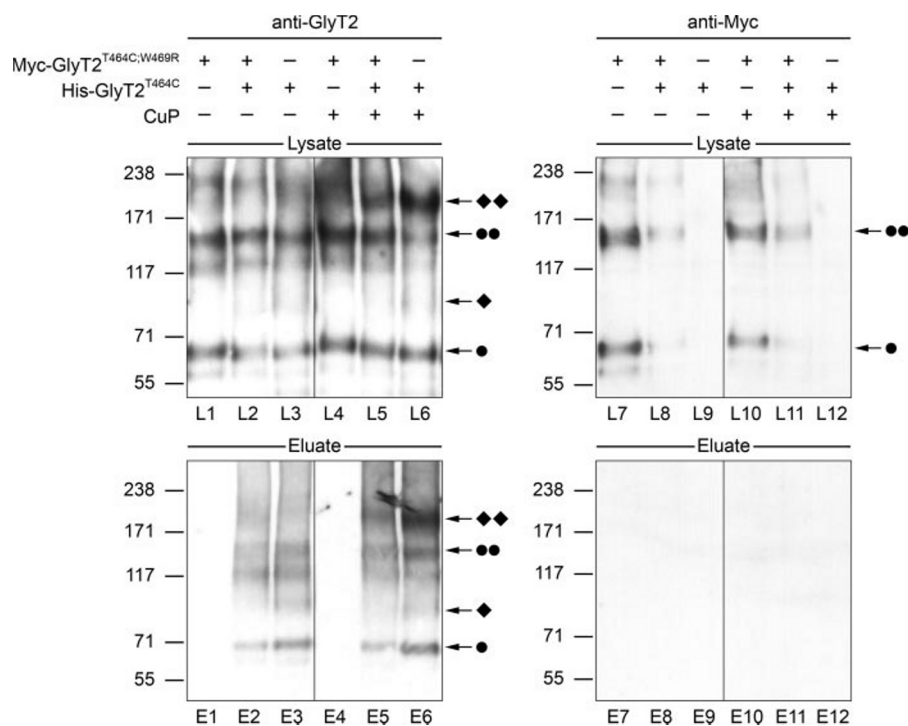 anti-GlyT2 anti-Myc
Myc-GlyT2T464C;W469R + + – + + – + + – + + –
His-GlyT2T464C – + + – + + – + + – + +
CuP – – – + + + – – – + + +
Lysate Lysate
238 238
171 171
117 117
71 71
55 55
L1 L2 L3 L4 L5 L6 L7 L8 L9 L10 L11 L12
Eluate Eluate
238 238
171 171
117 117
71 71
55 55
E1 E2 E3 E4 E5 E6 E7 E8 E9 E10 E11 E12